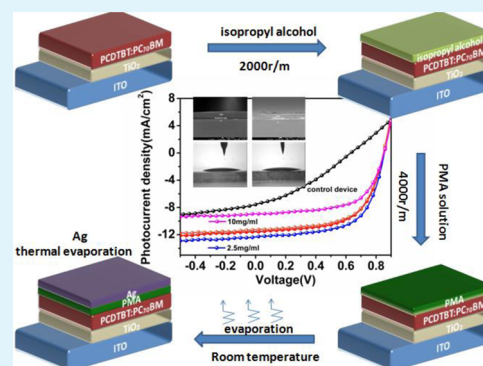 PCDTBT:PC70BM
TiO2
ITO
isopropyl alcohol
2000r/m
isopropyl alcohol
PCDTBT:PC70BM
TiO2
ITO
Photocurrent density(mA/cm2)
4
0
-4
-8
-12
control device
10mg/ml
2.5mg/ml
-0.4 -0.2 0.0 0.2 0.4 0.6 0.8
Voltage(V)
PMA solution
4000r/m
Ag
thermal evaporation
Ag
PMA
PCDTBT:PC70BM
TiO2
ITO
evaporation
Room temperature
PMA
PCDTBT:PC70BM
TiO2
ITO